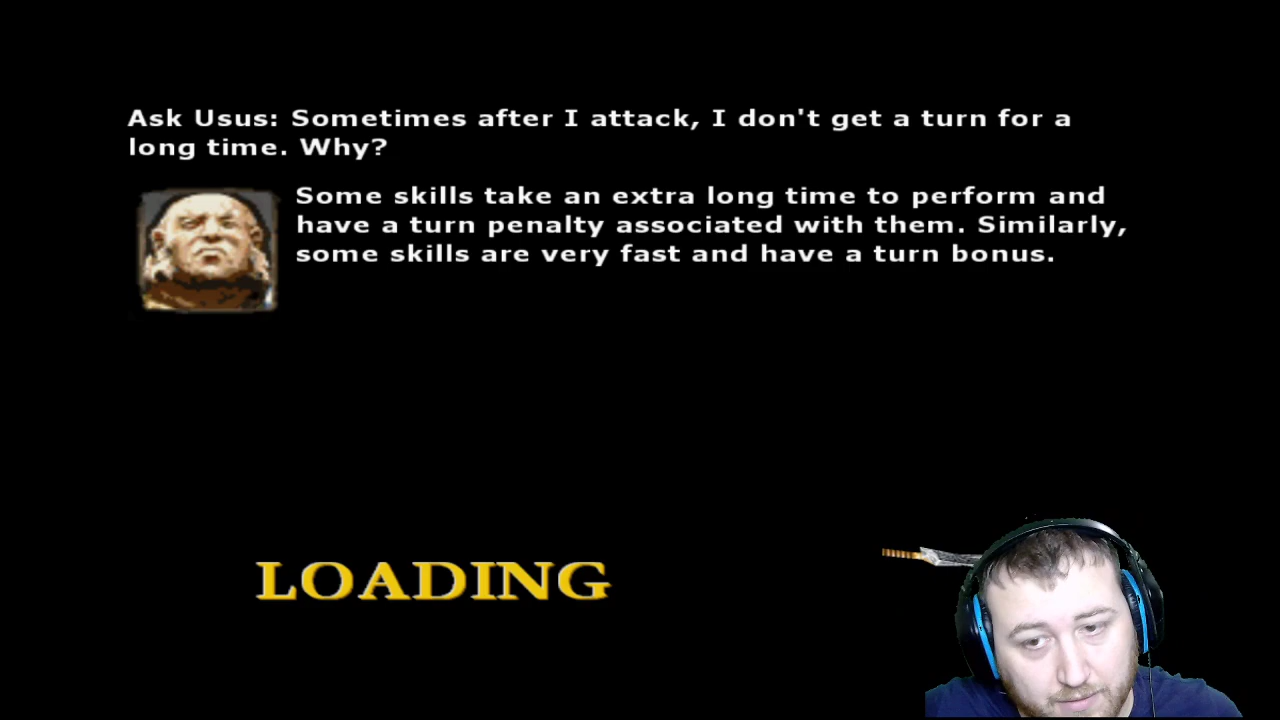 Ask Usus: Sometimes after I attack, I don't get a turn for a
long time. Why?
Some skills take an extra long time to perform and
have a turn penalty associated with them. Similarly,
some skills are very fast and have a turn bonus.
LOADING